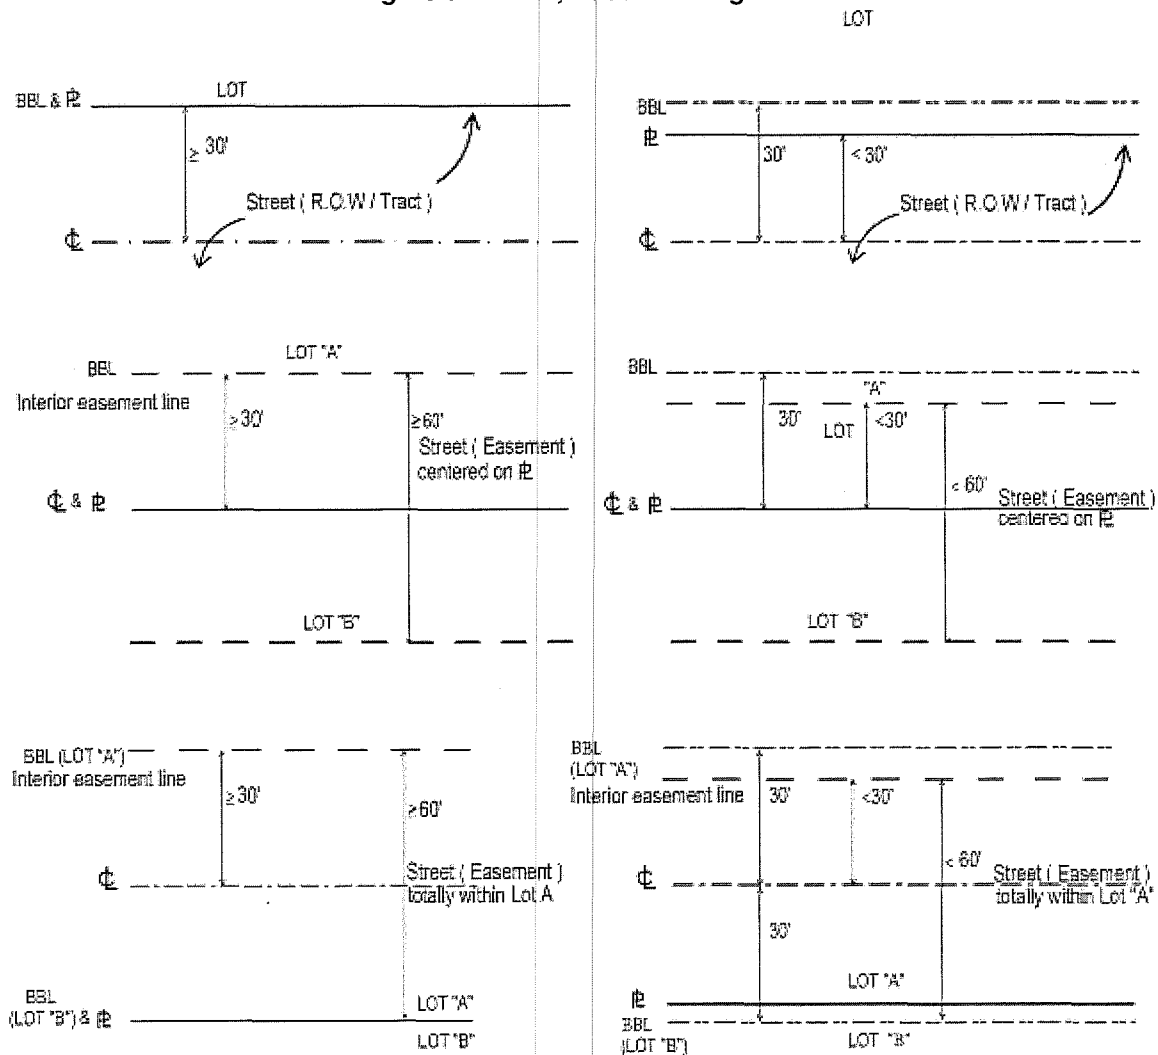 LOT
BBL & ⅊
LOT
≥ 30'
Street ( R.O.W / Tract )
℄
BBL
⅊
30'
< 30'
Street ( R.O.W / Tract )
℄
LOT "A"
BBL
Interior easement line
≥30'
≥60'
Street ( Easement )
centered on ⅊
℄ & ⅊
LOT "B"
BBL
"A"
30'
LOT
<30'
< 60'
Street ( Easement )
centered on ⅊
℄ & ⅊
LOT "B"
BBL (LOT "A")
Interior easement line
≥30'
≥60'
℄
Street ( Easement )
totally within Lot A
BBL
(LOT "B") & ⅊
LOT "A"
LOT "B"
BBL
(LOT "A")
Interior easement line
30'
<30'
< 60'
℄
Street ( Easement )
totally within Lot "A"
30'
LOT "A"
⅊
BBL
(LOT "B")
LOT "B"